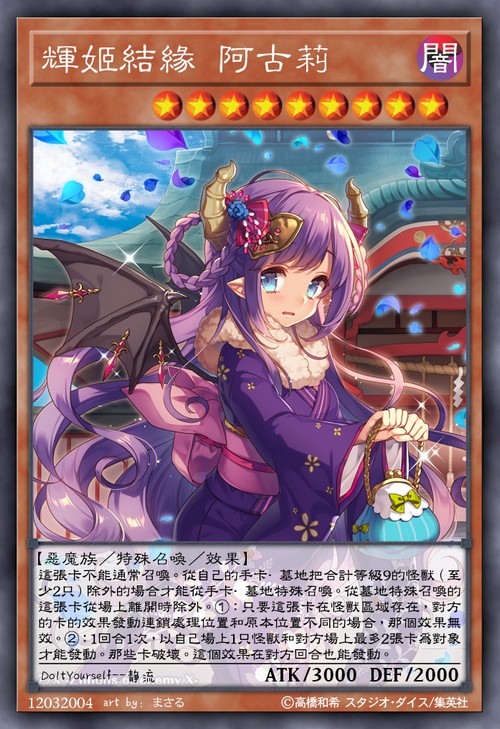 輝姬結緣 阿古莉
闇
【惡魔族／特殊召喚／效果】
這張卡不能通常召喚。從自己的手卡·墓地把合計等級9的怪獸（至
少2只）除外的場合才能從手卡·墓地特殊召喚。從墓地特殊召喚的
這張卡從場上離開時除外。①：只要這張卡在怪獸區域存在，對方
的卡的效果發動連鎖處理位置和原本位置不同的場合，那個效果無
效。②：1回合1次，以自己場上1只怪獸和對方場上最多2張卡為對象
才能發動。那些卡破壞。這個效果在對方回合也能發動。
DoItYourself--靜流
ATK/3000 DEF/2000
12032004 art by: まさる
©高橋和希 スタジオ・ダイス/集英社